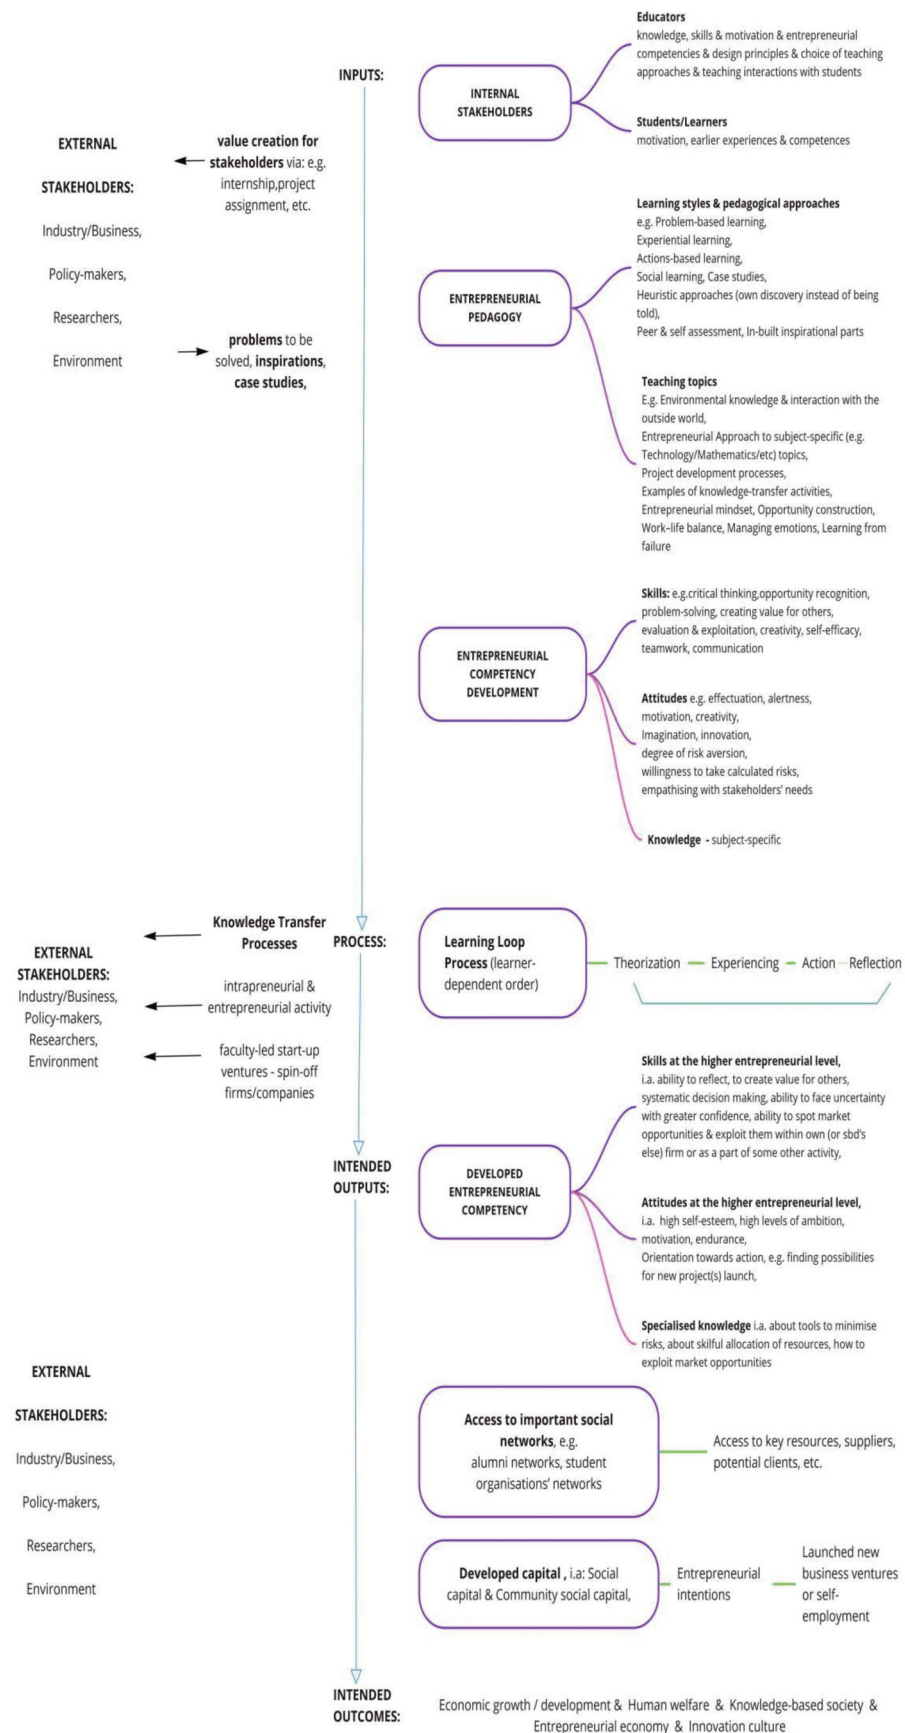 INPUTS:
EXTERNAL
STAKEHOLDERS:
Industry/Business,
Policy-makers,
Researchers,
Environment
value creation for
stakeholders via: e.g.
internship,project
assignment, etc.
problems to be
solved, inspirations,
case studies,
INTERNAL
STAKEHOLDERS
Educators
knowledge, skills & motivation & entrepreneurial
competencies & design principles & choice of teaching
approaches & teaching interactions with students
Students/Learners
motivation, earlier experiences & competences
ENTREPRENEURIAL
PEDAGOGY
Learning styles & pedagogical approaches
e.g. Problem-based learning,
Experiential learning,
Actions-based learning,
Social learning, Case studies,
Heuristic approaches (own discovery instead of being
told),
Peer & self assessment, In-built inspirational parts
Teaching topics
E.g. Environmental knowledge & interaction with the
outside world,
Entrepreneurial Approach to subject-specific (e.g.
Technology/Mathematics/etc) topics,
Project development processes,
Examples of knowledge-transfer activities,
Entrepreneurial mindset, Opportunity construction,
Work–life balance, Managing emotions, Learning from
failure
ENTREPRENEURIAL
COMPETENCY
DEVELOPMENT
Skills: e.g.critical thinking,opportunity recognition,
problem-solving, creating value for others,
evaluation & exploitation, creativity, self-efficacy,
teamwork, communication
Attitudes e.g. effectuation, alertness,
motivation, creativity,
Imagination, innovation,
degree of risk aversion,
willingness to take calculated risks,
empathising with stakeholders' needs
Knowledge - subject-specific
PROCESS:
EXTERNAL
STAKEHOLDERS:
Industry/Business,
Policy-makers,
Researchers,
Environment
Knowledge Transfer
Processes
intrapreneurial &
entrepreneurial activity
faculty-led start-up
ventures - spin-off
firms/companies
Learning Loop
Process (learner-
dependent order)
Theorization
Experiencing
Action
Reflection
INTENDED
OUTPUTS:
DEVELOPED
ENTREPRENEURIAL
COMPETENCY
Skills at the higher entrepreneurial level,
i.a. ability to reflect, to create value for others,
systematic decision making, ability to face uncertainty
with greater confidence, ability to spot market
opportunities & exploit them within own (or sbd's
else) firm or as a part of some other activity,
Attitudes at the higher entrepreneurial level,
i.a. high self-esteem, high levels of ambition,
motivation, endurance,
Orientation towards action, e.g. finding possibilities
for new project(s) launch,
Specialised knowledge i.a. about tools to minimise
risks, about skilful allocation of resources, how to
exploit market opportunities
EXTERNAL
STAKEHOLDERS:
Industry/Business,
Policy-makers,
Researchers,
Environment
Access to important social
networks, e.g.
alumni networks, student
organisations' networks
Access to key resources, suppliers,
potential clients, etc.
Developed capital , i.a: Social
capital & Community social capital,
Entrepreneurial
intentions
Launched new
business ventures
or self-
employment
INTENDED
OUTCOMES:
Economic growth / development & Human welfare & Knowledge-based society &
Entrepreneurial economy & Innovation culture